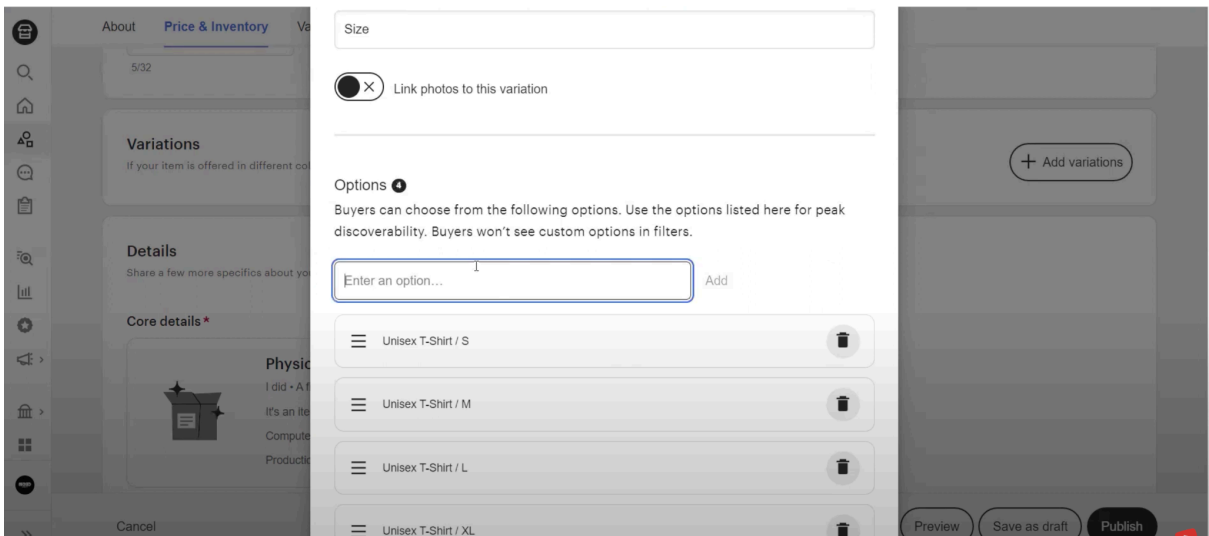 About Price & Inventory Va
5/32
Variations
If your item is offered in different col
+ Add variations
Details
Share a few more specifics about yo
Core details *
Physic
I did • A f
It's an ite
Compute
Productio
Cancel
Size
Link photos to this variation
Options 4
Buyers can choose from the following options. Use the options listed here for peak
discoverability. Buyers won't see custom options in filters.
Enter an option... Add
Unisex T-Shirt / S
Unisex T-Shirt / M
Unisex T-Shirt / L
Unisex T-Shirt / XL
Preview Save as draft Publish